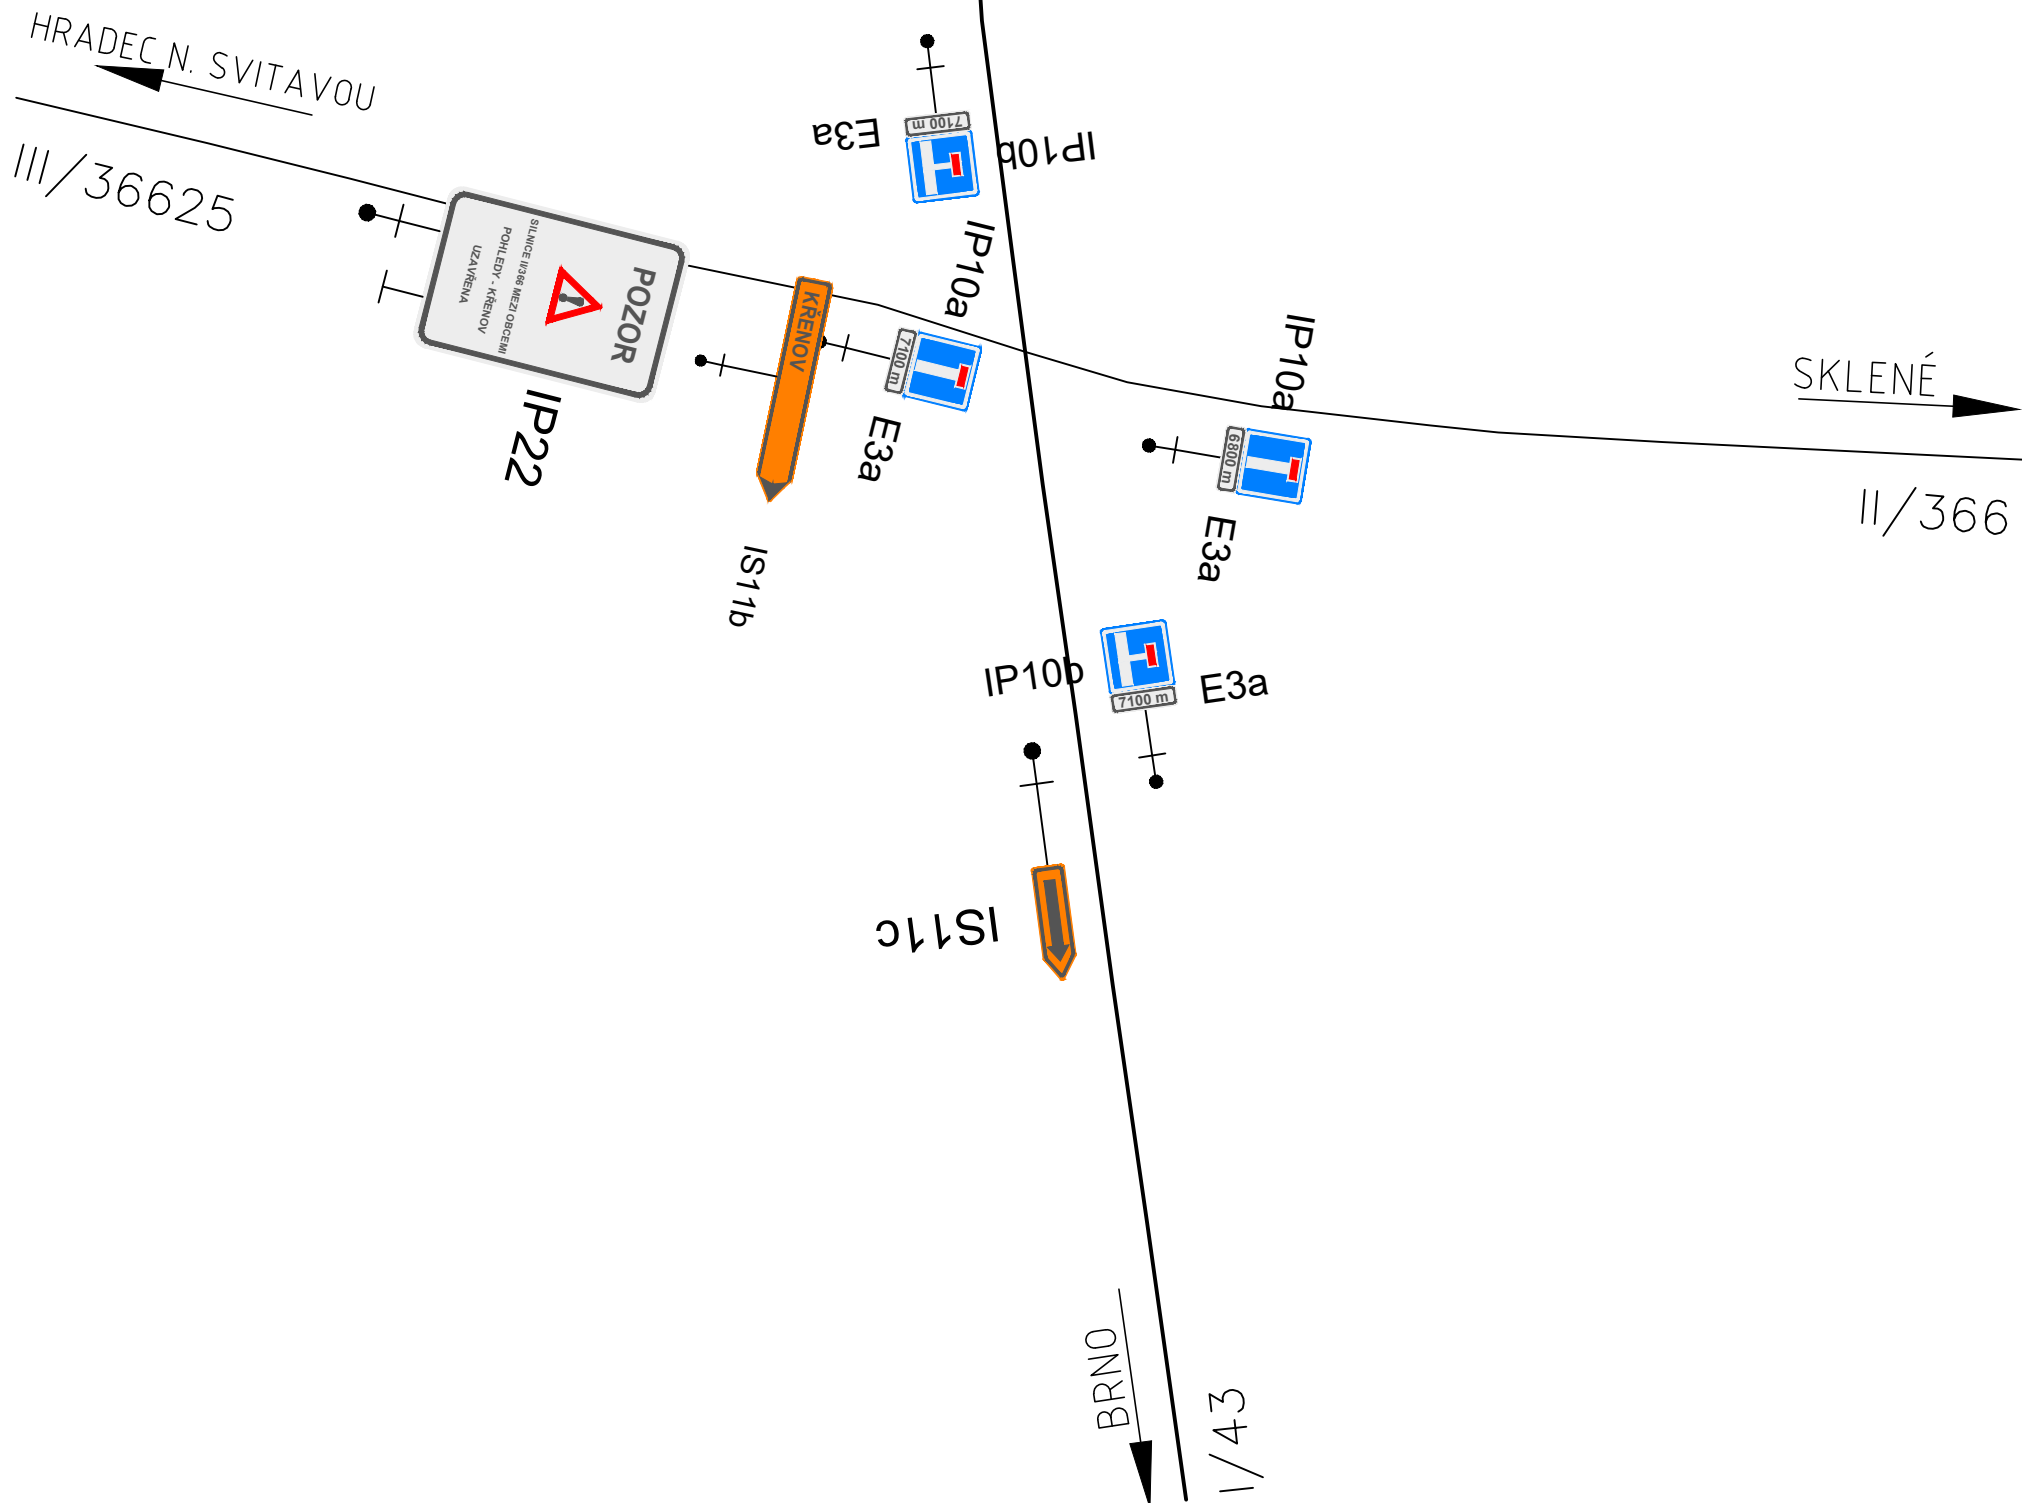 HRADEC N. SVITAVOU
III/36625
POZOR
SILNICE II/366 MEZI OBCEMI
POHLEDY - KŘENOV
UZAVŘENA
IP22
KŘENOV
IS11b
E3a
7100 m
IP10b
IP10a
7100 m
E3a
IP10a
6800 m
E3a
SKLENÉ
II/366
IP10b
7100 m
E3a
IS11c
BRNO
I/43